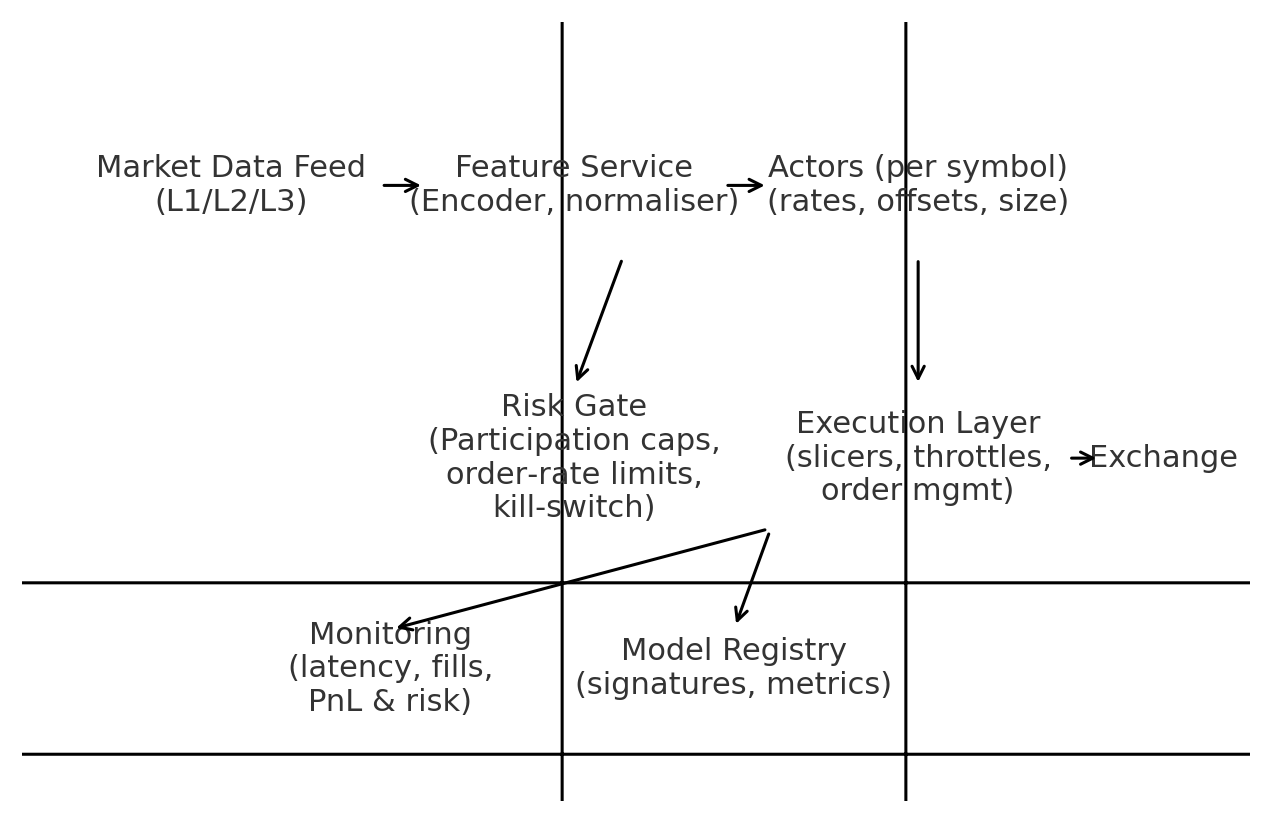 Market Data Feed
(L1/L2/L3)
Feature Service
(Encoder, normaliser)
Actors (per symbol)
(rates, offsets, size)
Risk Gate
(Participation caps,
order-rate limits,
kill-switch)
Execution Layer
(slicers, throttles,
order mgmt)
Exchange
Monitoring
(latency, fills,
PnL & risk)
Model Registry
(signatures, metrics)